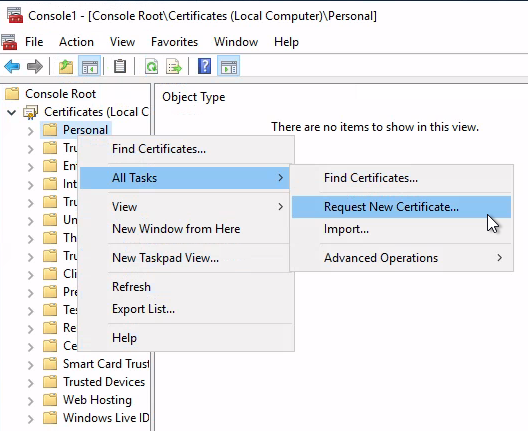 Console1 - [Console Root\Certificates (Local Computer)\Personal]
File Action View Favorites Window Help
Console Root
Certificates (Local C
Personal
Tru
Ent
Int
Tru
Un
Thi
Tru
Cli
Pre
Tes
Re
Ce
Smart Card Trust
Trusted Devices
Web Hosting
Windows Live ID
Object Type
There are no items to show in this view.
Find Certificates...
All Tasks
View
New Window from Here
New Taskpad View...
Refresh
Export List...
Help
Find Certificates...
Request New Certificate...
Import...
Advanced Operations